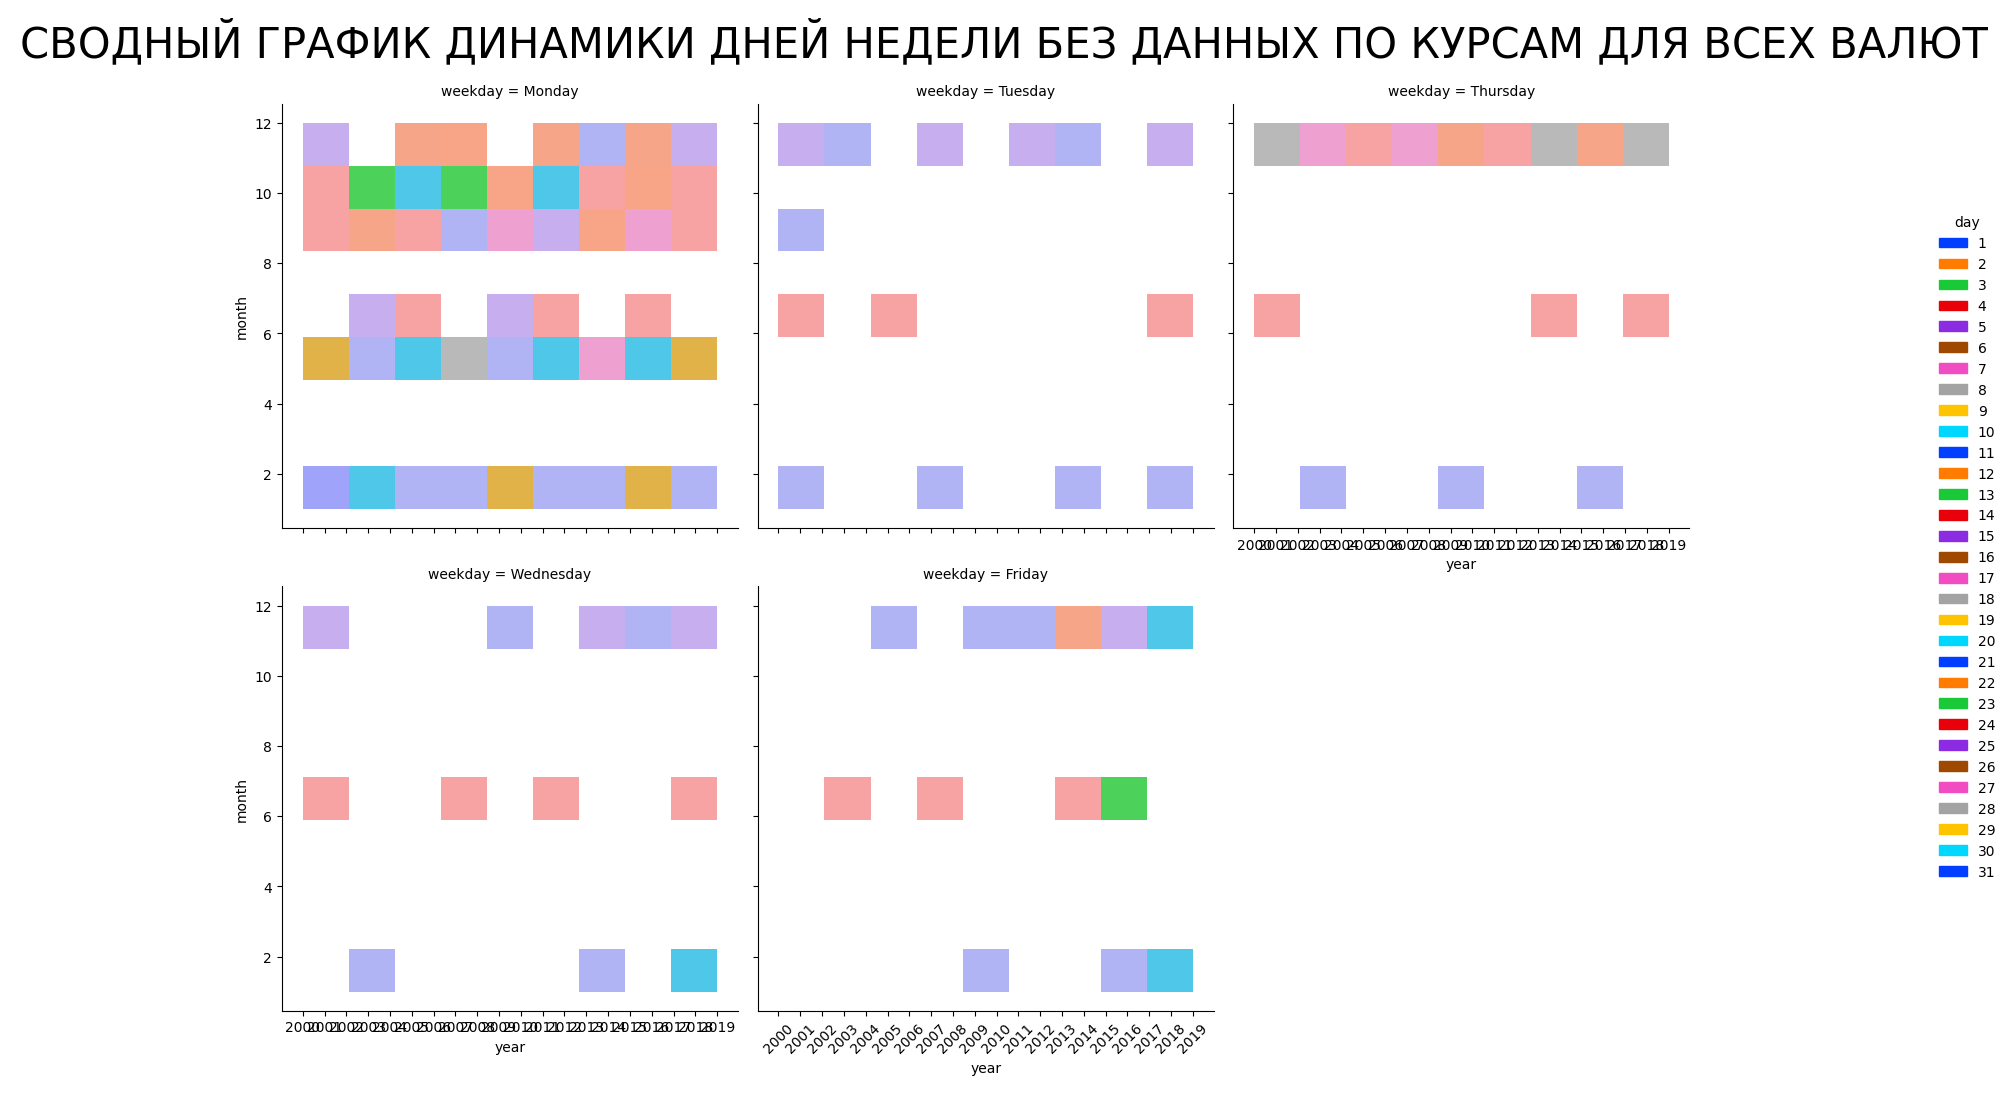 СВОДНЫЙ ГРАФИК ДИНАМИКИ ДНЕЙ НЕДЕЛИ БЕЗ ДАННЫХ ПО КУРСАМ ДЛЯ ВСЕХ ВАЛЮТ
weekday = Monday
12
10
8
6
4
2
month
weekday = Tuesday
weekday = Thursday
2000 2001 2002 2003 2004 2005 2006 2007 2008 2009 2010 2011 2012 2013 2014 2015 2016 2017 2018 2019
year
weekday = Wednesday
12
10
8
6
4
2
month
2000 2001 2002 2003 2004 2005 2006 2007 2008 2009 2010 2011 2012 2013 2014 2015 2016 2017 2018 2019
year
weekday = Friday
2000 2001 2002 2003 2004 2005 2006 2007 2008 2009 2010 2011 2012 2013 2014 2015 2016 2017 2018 2019
year
day
1
2
3
4
5
6
7
8
9
10
11
12
13
14
15
16
17
18
19
20
21
22
23
24
25
26
27
28
29
30
31